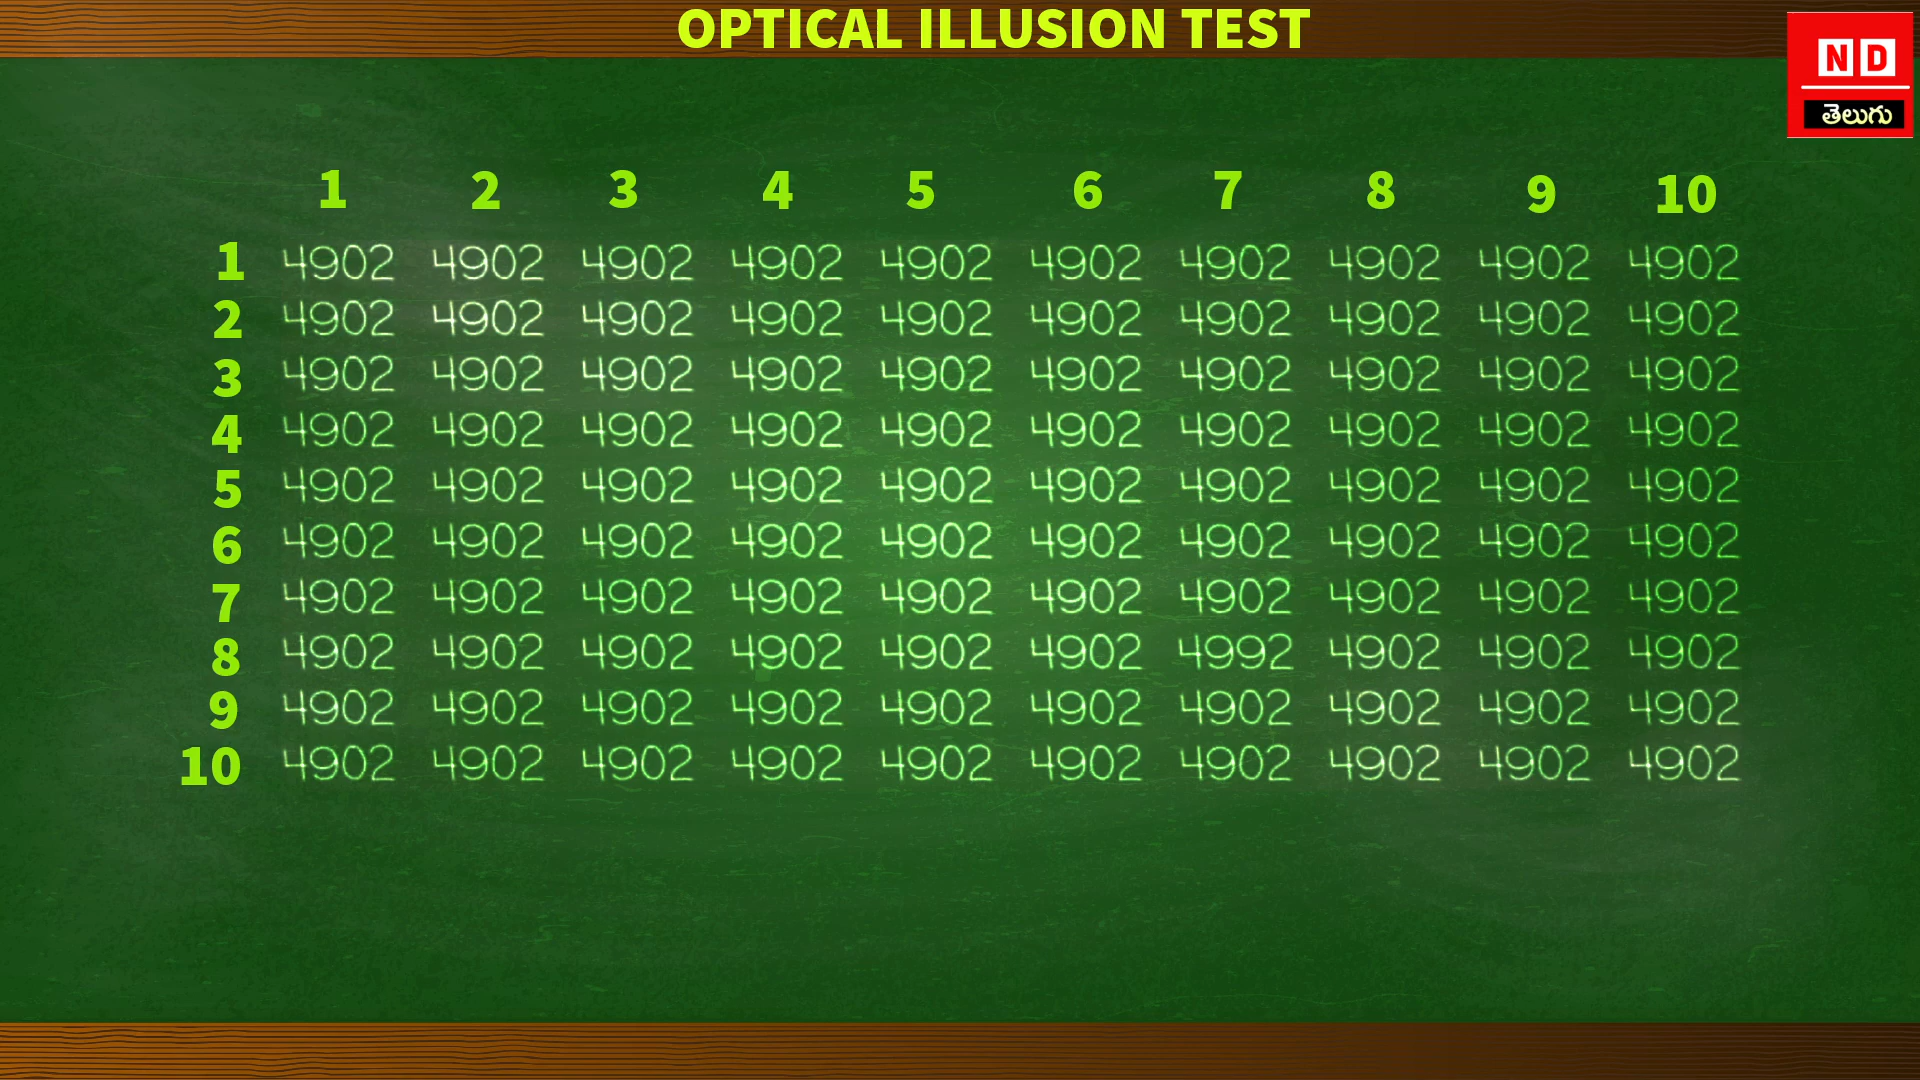 OPTICAL ILLUSION TEST
N D
తెలుగు
1 2 3 4 5 6 7 8 9 10
1 4902 4902 4902 4902 4902 4902 4902 4902 4902 4902
2 4902 4902 4902 4902 4902 4902 4902 4902 4902 4902
3 4902 4902 4902 4902 4902 4902 4902 4902 4902 4902
4 4902 4902 4902 4902 4902 4902 4902 4902 4902 4902
5 4902 4902 4902 4902 4902 4902 4902 4902 4902 4902
6 4902 4902 4902 4902 4902 4902 4902 4902 4902 4902
7 4902 4902 4902 4902 4902 4902 4902 4902 4902 4902
8 4902 4902 4902 4902 4902 4902 4992 4902 4902 4902
9 4902 4902 4902 4902 4902 4902 4902 4902 4902 4902
10 4902 4902 4902 4902 4902 4902 4902 4902 4902 4902